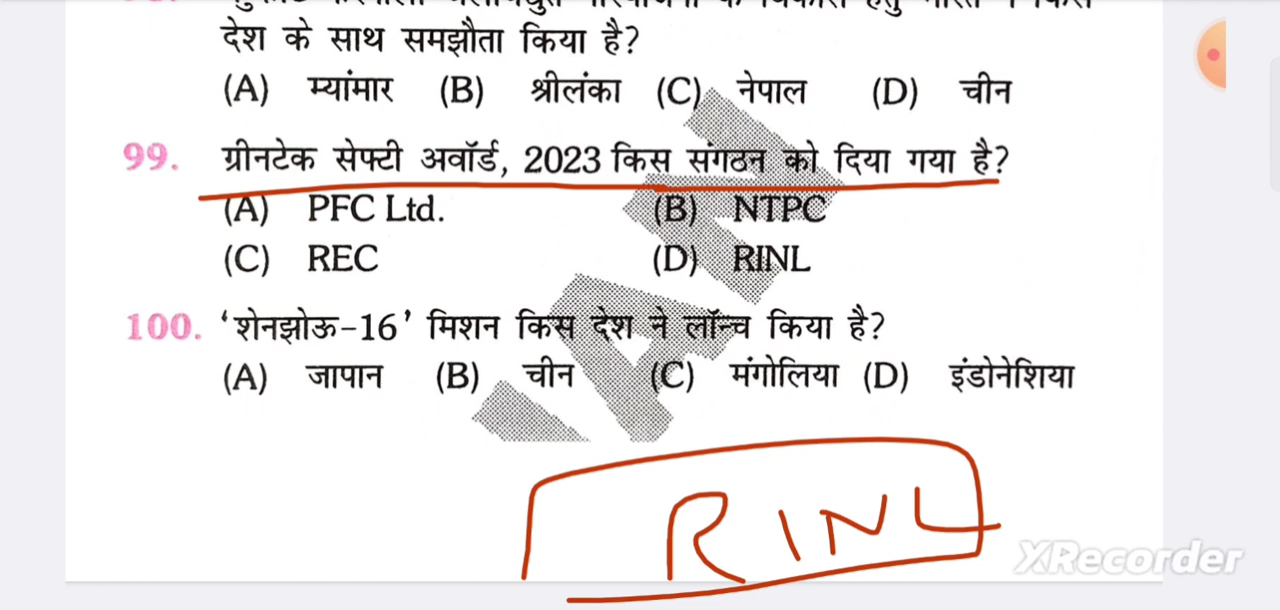 देश के साथ समझौता किया है?
(A) म्यांमार (B) श्रीलंका (C) नेपाल (D) चीन
99. ग्रीनटेक सेफ्टी अवॉर्ड, 2023 किस संगठन को दिया गया है?
(A) PFC Ltd. (B) NTPC
(C) REC (D) RINL
100. ‘शेनझोऊ-16’ मिशन किस देश ने लॉन्च किया है?
(A) जापान (B) चीन (C) मंगोलिया (D) इंडोनेशिया
RINL
XRecorder